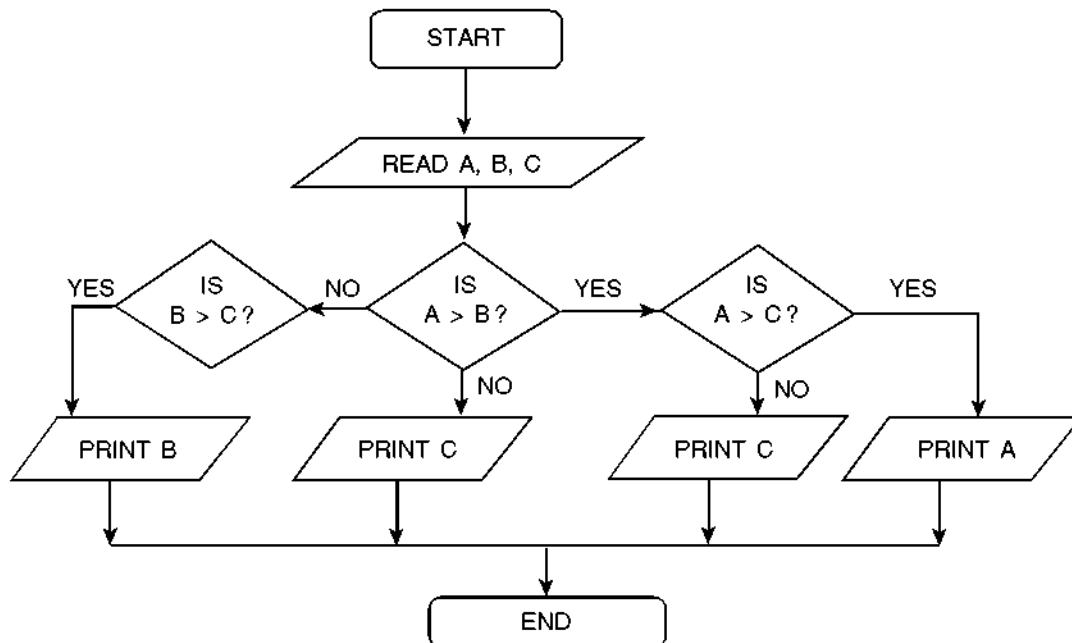 START
READ A, B, C
YES
IS
B > C?
NO
IS
A > B?
YES
IS
A > C?
YES
NO
NO
PRINT B
PRINT C
PRINT C
PRINT A
END